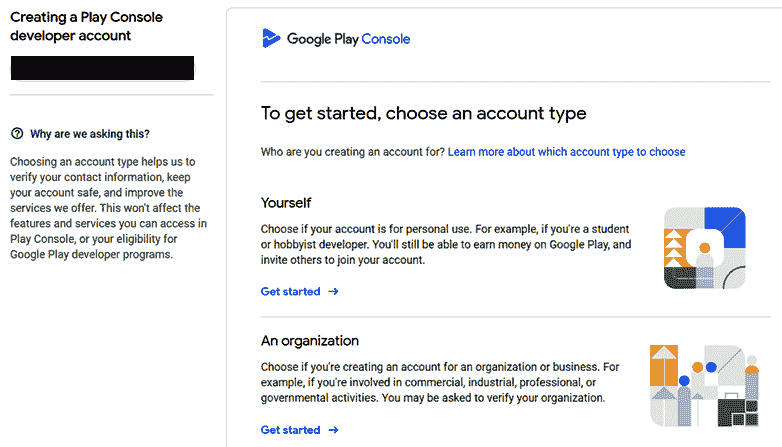 Creating a Play Console
developer account
Why are we asking this?
Choosing an account type helps us to
verify your contact information, keep
your account safe, and improve the
services we offer. This won't affect the
features and services you can access in
Play Console, or your eligibility for
Google Play developer programs.
Google Play Console
To get started, choose an account type
Who are you creating an account for? Learn more about which account type to choose
Yourself
Choose if your account is for personal use. For example, if you're a student
or hobbyist developer. You'll still be able to earn money on Google Play, and
invite others to join your account.
Get started
An organization
Choose if you're creating an account for an organization or business. For
example, if you're involved in commercial, industrial, professional, or
governmental activities. You may be asked to verify your organization.
Get started